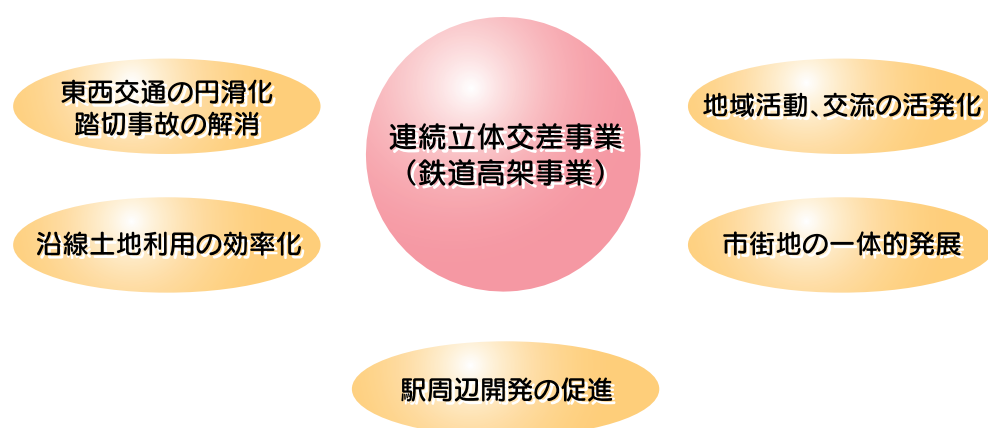 東西交通の円滑化
踏切事故の解消
連続立体交差事業
（鉄道高架事業）
地域活動、交流の活発化
沿線土地利用の効率化
市街地の一体的発展
駅周辺開発の促進